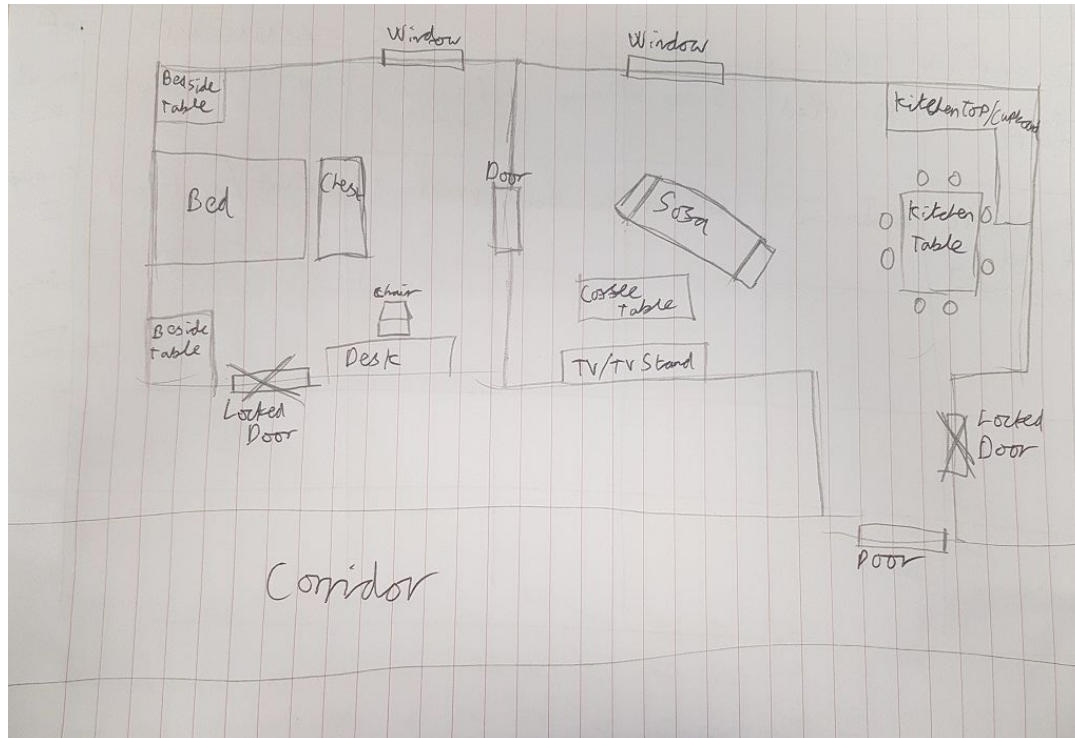 Window
Window
Beside
Table
Kitchen Top/Cupboard
Bed
Chest
Door
Sofa
Kitchen
Table
Chair
Coffee
Table
Beside
Table
Desk
TV/TV Stand
Locked
Door
Locked
Door
Door
Corridor